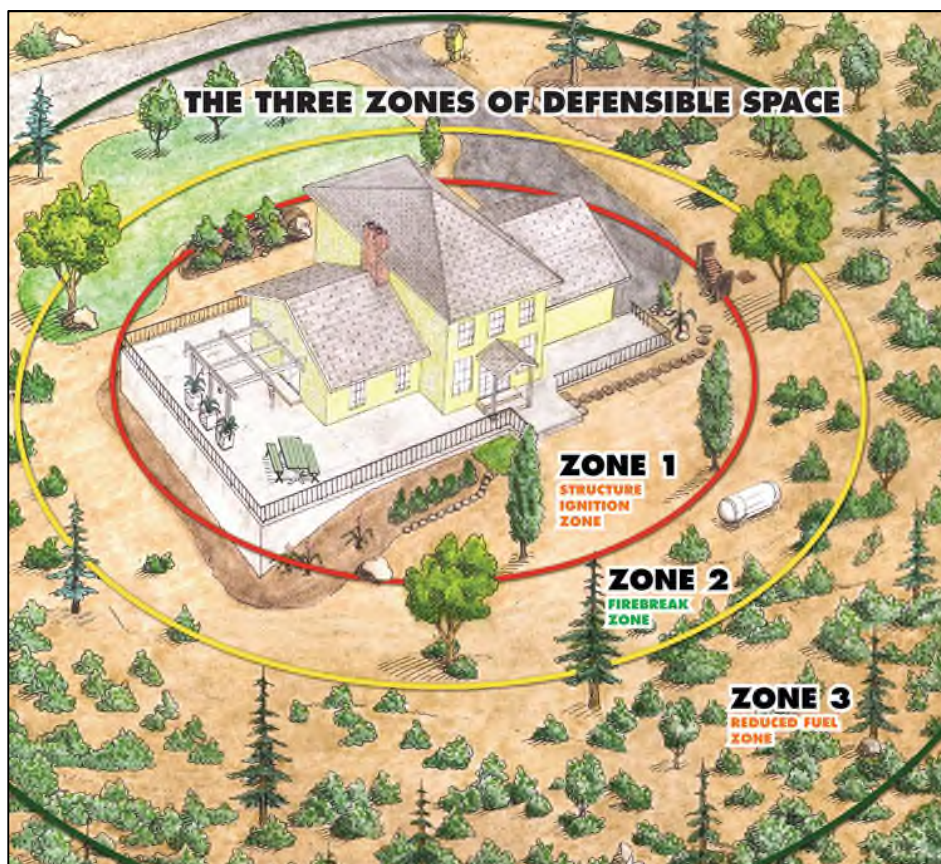 THE THREE ZONES OF DEFENSIBLE SPACE
ZONE 1
STRUCTURE
IGNITION
ZONE
ZONE 2
FIREBREAK
ZONE
ZONE 3
REDUCED FUEL
ZONE